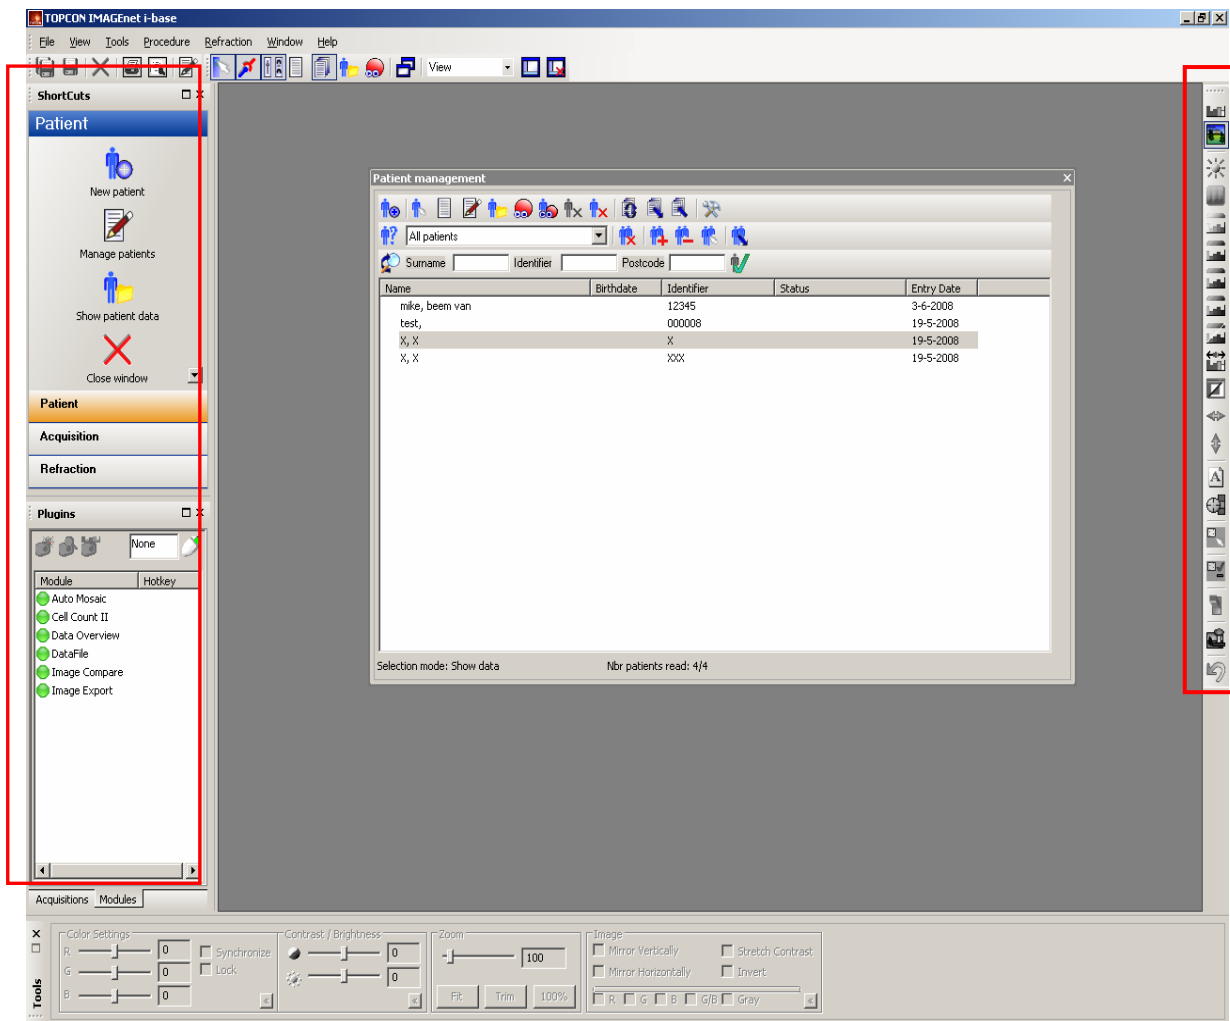 TOPCON IMAGEnet i-base
File View Tools Procedure Refraction Window Help
View
ShortCuts
Patient
New patient
Manage patients
Show patient data
Close window
Patient
Acquisition
Refraction
Plugins
None
Module Hotkey
Auto Mosaic
Cell Count II
Data Overview
DataFile
Image Compare
Image Export
Acquisitions Modules
Patient management
All patients
Surname Identifier Postcode
Name Birthdate Identifier Status Entry Date
mike, beem van 12345 3-6-2008
test, 000008 19-5-2008
X, X X 19-5-2008
X, X XXX 19-5-2008
Selection mode: Show data Nbr patients read: 4/4
Tools
Color Settings
R 0 Synchronize
G 0 Lock
B 0
Contrast / Brightness
0
0
Zoom
100
Fit Trim 100%
Image
Mirror Vertically Stretch Contrast
Mirror Horizontally Invert
R G B G/B Gray